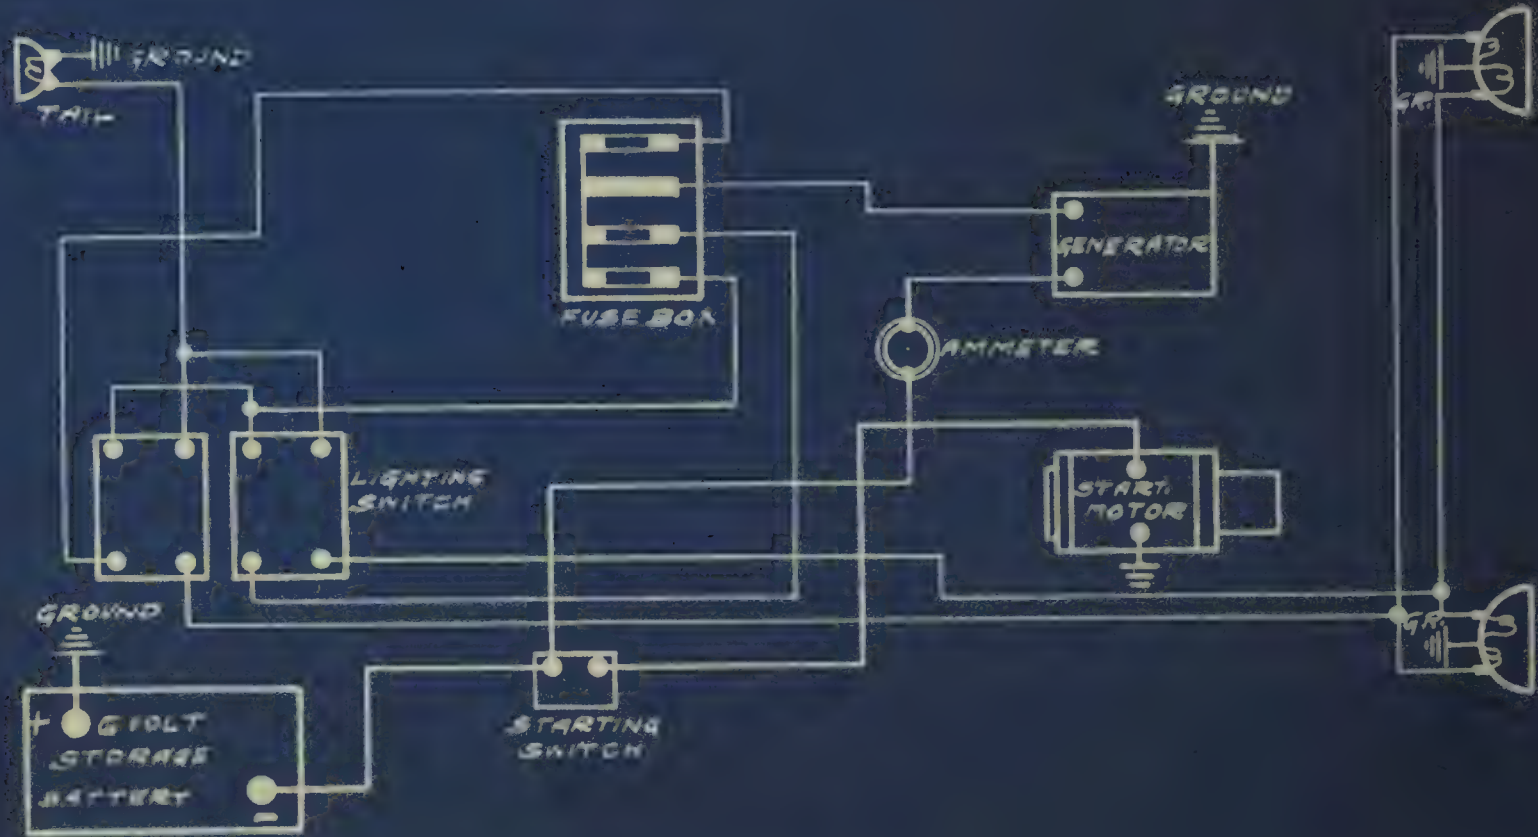 GROUND
TAIL
GROUND
GR.
GENERATOR
FUSE BOX
AMMETER
LIGHTING
SWITCH
START.
MOTOR
GROUND
GR.
+ 6 VOLT
STORAGE
BATTERY
-
STARTING
SWITCH